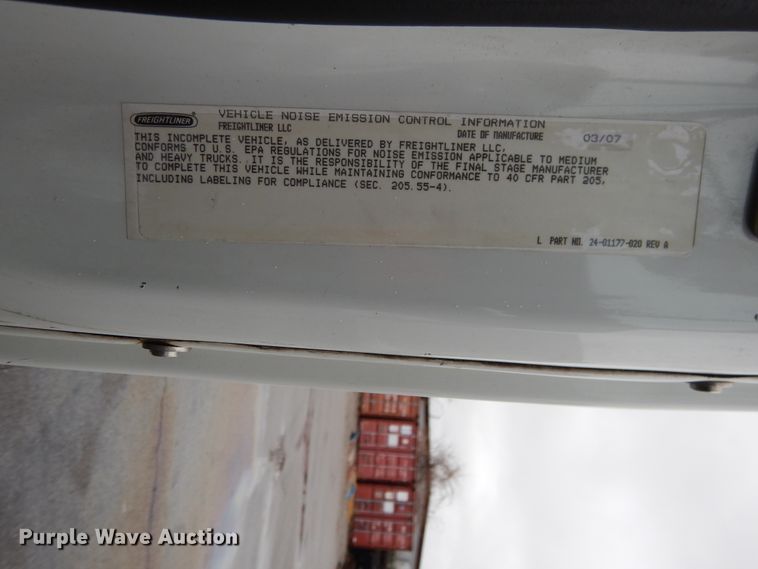 FREIGHTLINER
VEHICLE NOISE EMISSION CONTROL INFORMATION
FREIGHTLINER LLC DATE OF MANUFACTURE 03/07
THIS INCOMPLETE VEHICLE, AS DELIVERED BY FREIGHTLINER LLC,
CONFORMS TO U.S. EPA REGULATIONS FOR NOISE EMISSION APPLICABLE TO MEDIUM
AND HEAVY TRUCKS. IT IS THE RESPONSIBILITY OF THE FINAL STAGE MANUFACTURER
TO COMPLETE THIS VEHICLE WHILE MAINTAINING CONFORMANCE TO 40 CFR PART 205,
INCLUDING LABELING FOR COMPLIANCE (SEC. 205.55-4).
L PART NO. 24-01177-020 REV A
Purple Wave Auction